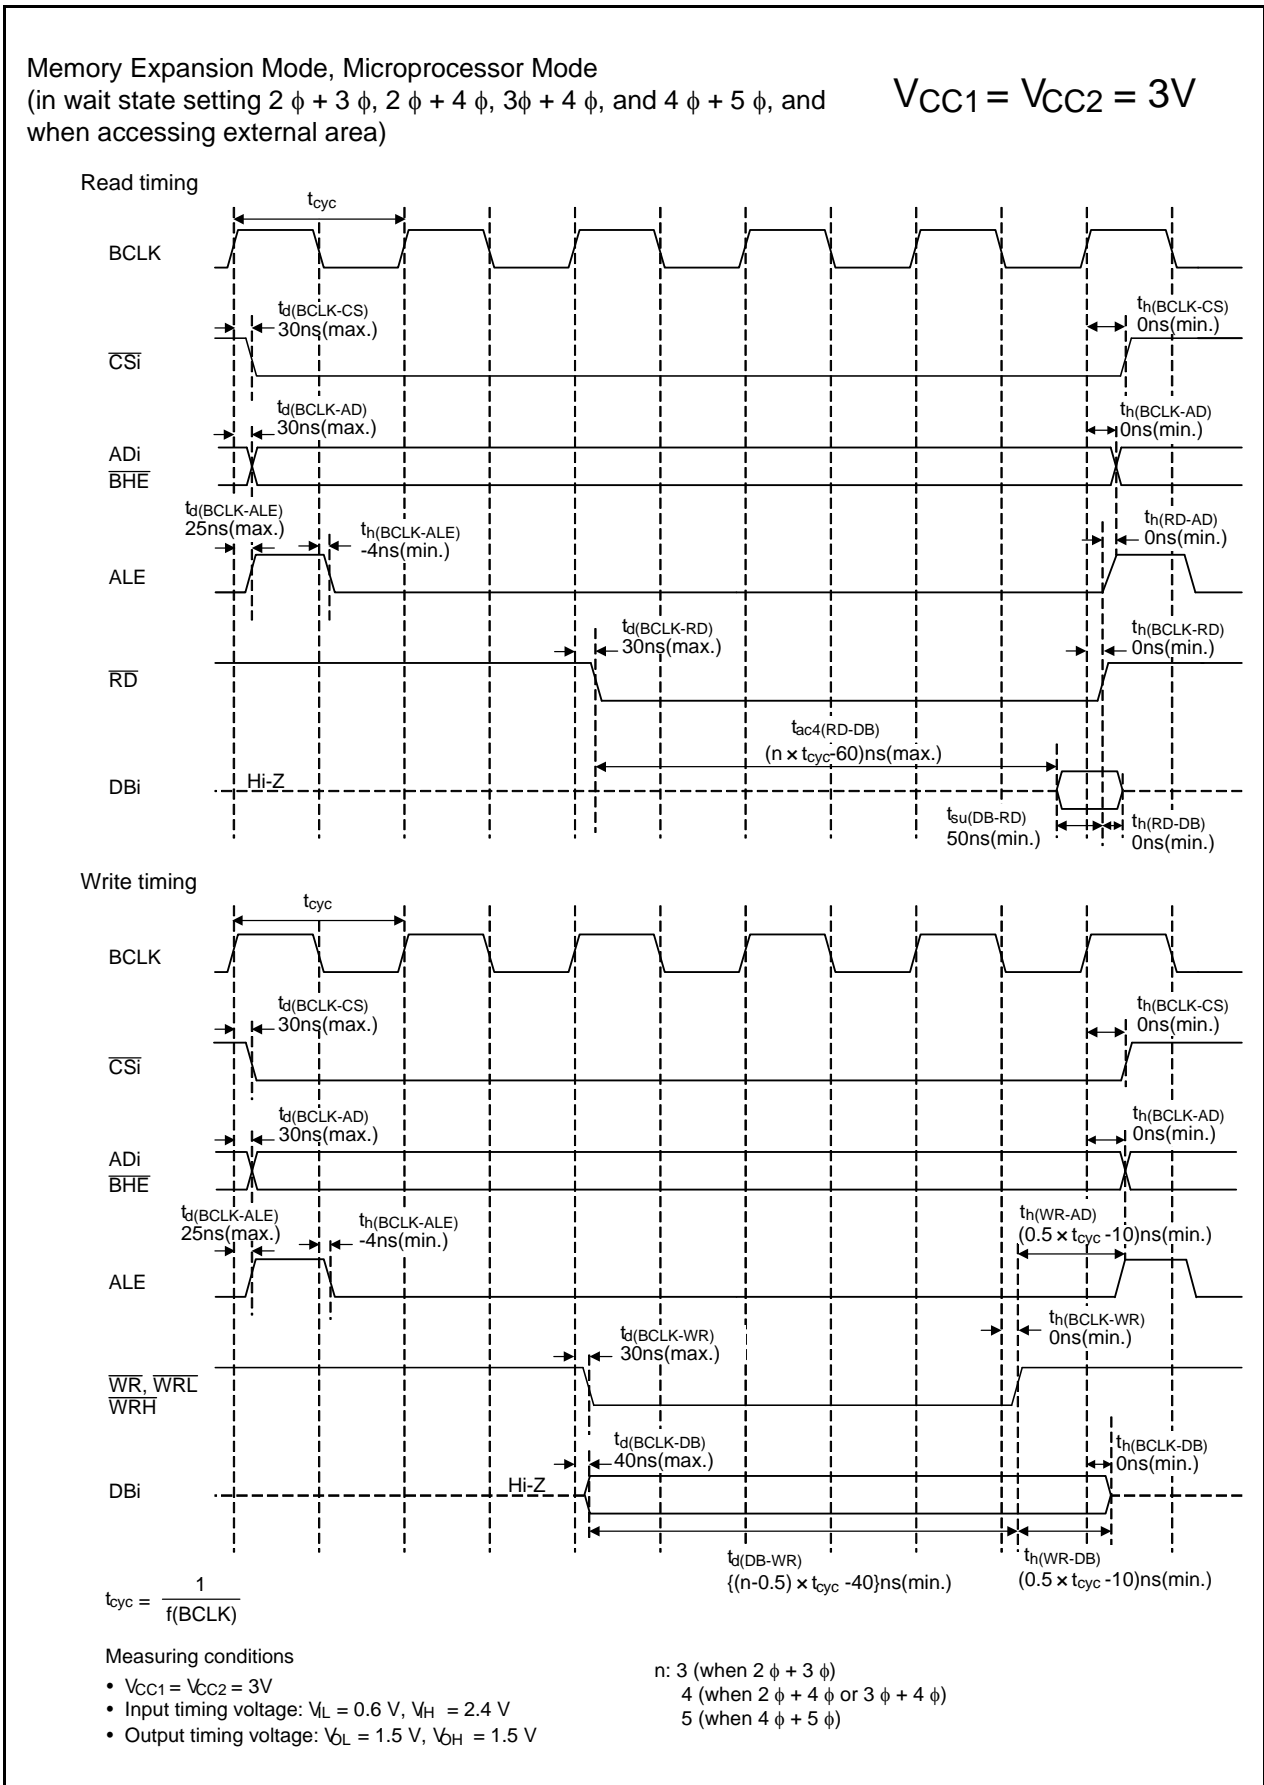 Memory Expansion Mode, Microprocessor Mode
(in wait state setting 2 ϕ + 3 ϕ, 2 ϕ + 4 ϕ, 3ϕ + 4 ϕ, and 4 ϕ + 5 ϕ, and
when accessing external area)
VCC1 = VCC2 = 3V
Read timing
tcyc
BCLK
td(BCLK-CS)
30ns(max.)
th(BCLK-CS)
0ns(min.)
CSi
td(BCLK-AD)
30ns(max.)
th(BCLK-AD)
0ns(min.)
ADi
BHE
td(BCLK-ALE)
25ns(max.)
th(BCLK-ALE)
-4ns(min.)
th(RD-AD)
0ns(min.)
ALE
td(BCLK-RD)
30ns(max.)
th(BCLK-RD)
0ns(min.)
RD
tac4(RD-DB)
(n × tcyc-60)ns(max.)
DBi
Hi-Z
tsu(DB-RD)
50ns(min.)
th(RD-DB)
0ns(min.)
Write timing
tcyc
BCLK
td(BCLK-CS)
30ns(max.)
th(BCLK-CS)
0ns(min.)
CSi
td(BCLK-AD)
30ns(max.)
th(BCLK-AD)
0ns(min.)
ADi
BHE
td(BCLK-ALE)
25ns(max.)
th(BCLK-ALE)
-4ns(min.)
th(WR-AD)
(0.5 × tcyc -10)ns(min.)
ALE
td(BCLK-WR)
30ns(max.)
th(BCLK-WR)
0ns(min.)
WR, WRL
WRH
td(BCLK-DB)
40ns(max.)
th(BCLK-DB)
0ns(min.)
DBi
Hi-Z
td(DB-WR)
{(n-0.5) × tcyc -40}ns(min.)
th(WR-DB)
(0.5 × tcyc -10)ns(min.)
tcyc = 1
f(BCLK)
Measuring conditions
• VCC1 = VCC2 = 3V
• Input timing voltage: VIL = 0.6 V, VIH = 2.4 V
• Output timing voltage: VOL = 1.5 V, VOH = 1.5 V
n: 3 (when 2 ϕ + 3 ϕ)
4 (when 2 ϕ + 4 ϕ or 3 ϕ + 4 ϕ)
5 (when 4 ϕ + 5 ϕ)